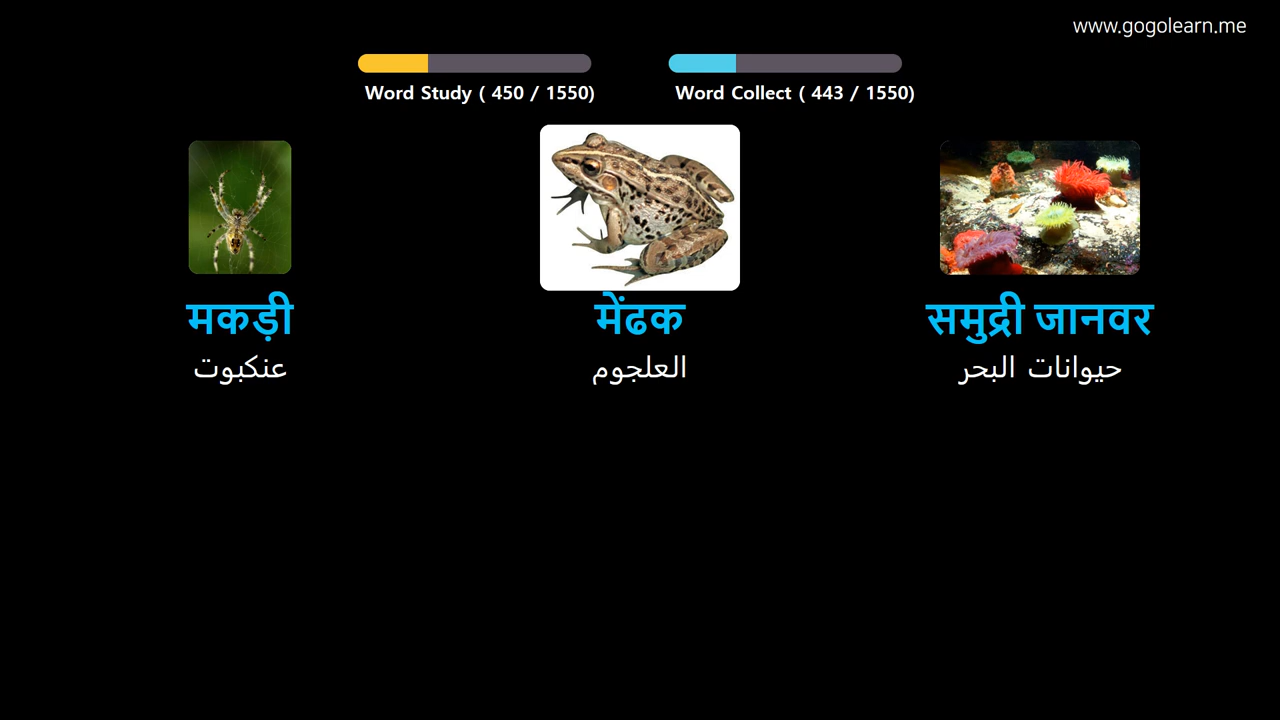 www.gogolearn.me
Word Study ( 450 / 1550)
Word Collect ( 443 / 1550)
मकड़ी
عنكبوت
मेंढक
العلجوم
समुद्री जानवर
حيوانات البحر